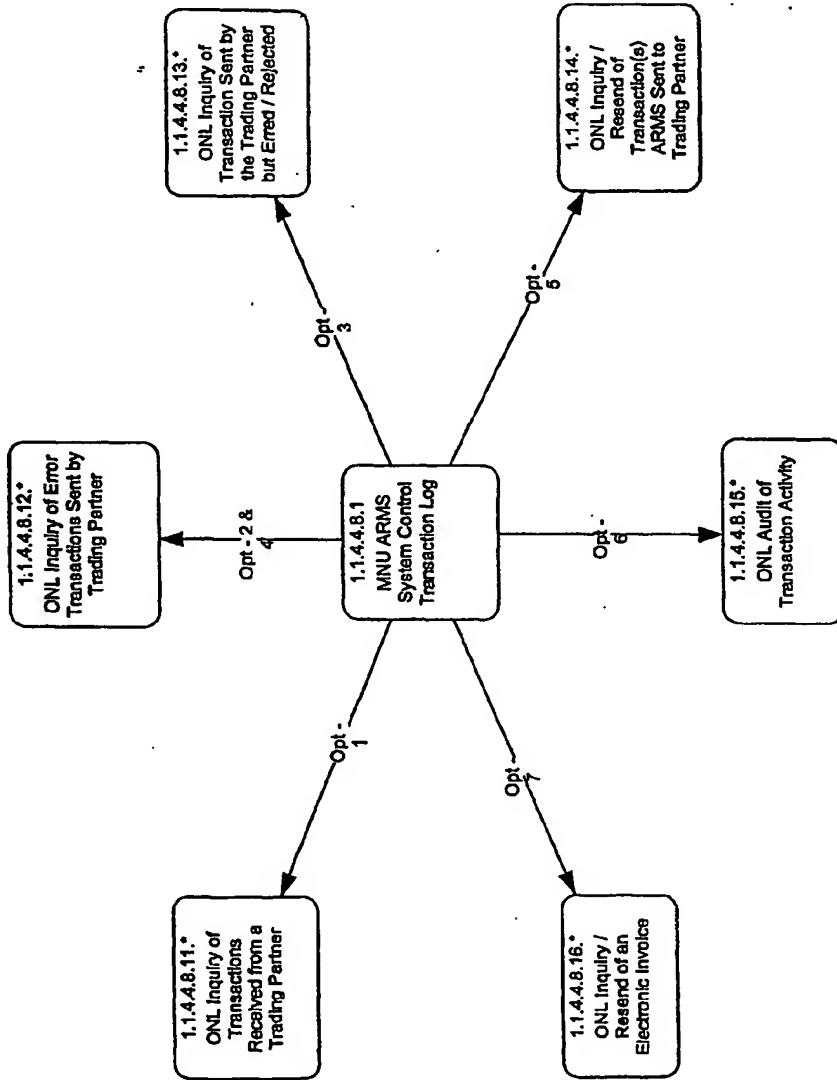 1.1.4.4.8.13.*
ONL Inquiry of
Transaction Sent by
the Trading Partner
but Erred / Rejected
1.1.4.4.8.14.*
ONL Inquiry /
Resend of
Transaction(s)
ARMS Sent to
Trading Partner
Opt -
3
Opt -
5
1:1.4.4.8.12.*
ONL Inquiry of Error
Transactions Sent by
Trading Partner
Opt - 2 &
4
1.1.4.4.8.1
MNU ARMS
System Control
Transaction Log
Opt -
6
1.1.4.4.8.15.*
ONL Audit of
Transaction Activity
Opt -
1
Opt -
7
1.1.4.4.8.11.*
ONL Inquiry of
Transactions
Received from a
Trading Partner
1.1.4.4.8.16.*
ONL Inquiry /
Resend of an
Electronic Invoice